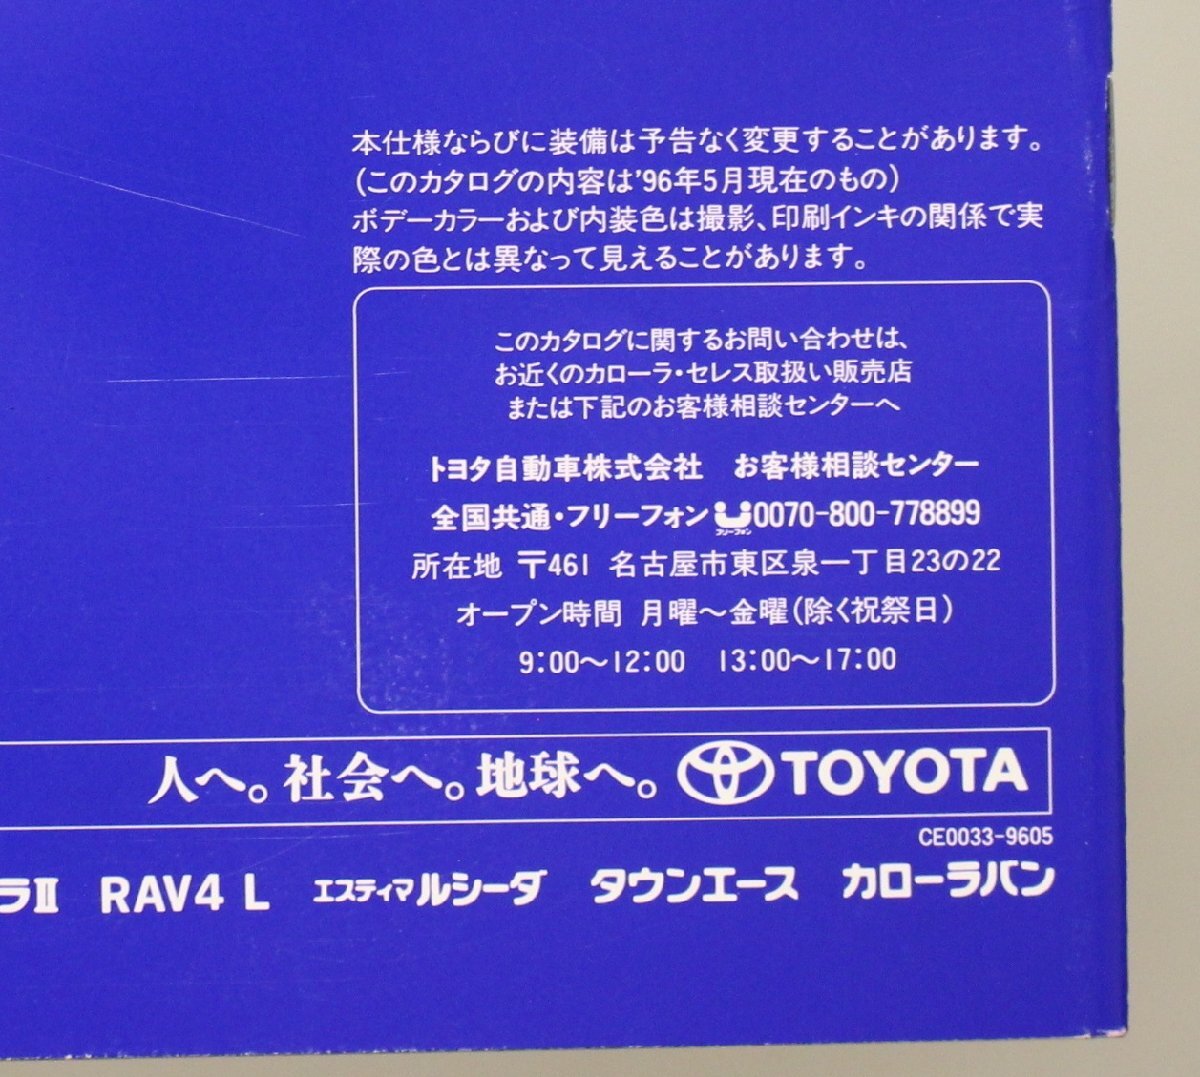 本仕様ならびに装備は予告なく変更することがあります。
(このカタログの内容は'96年5月現在のもの)
ボデーカラーおよび内装色は撮影、印刷インキの関係で実
際の色とは異なって見えることがあります。
このカタログに関するお問い合わせは、
お近くのカローラ・セレス取扱い販売店
または下記のお客様相談センターへ
トヨタ自動車株式会社 お客様相談センター
全国共通・フリーフォン フリーフォン 0070-800-778899
所在地 〒461 名古屋市東区泉一丁目23の22
オープン時間 月曜〜金曜(除く祝祭日)
9:00〜12:00 13:00〜17:00
人へ。社会へ。地球へ。 TOYOTA
CE0033-9605
ラII RAV4 L エスティマルシーダ タウンエース カローラバン